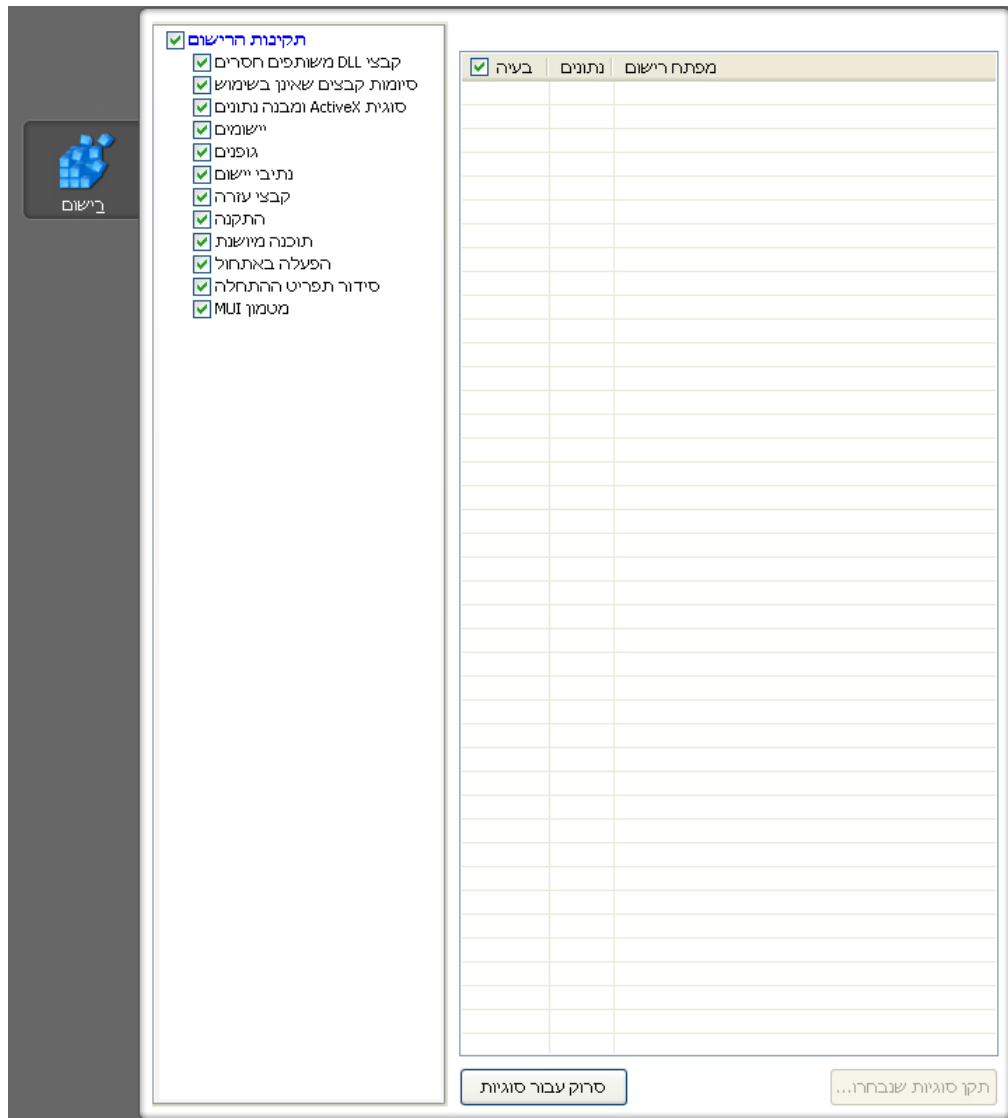 רישום
תקינות הרישום
קבצי DLL משותפים חסרים
סיומות קבצים שאינן בשימוש
סוגית ActiveX ומבנה נתונים
יישומים
גופנים
נתיבי יישום
קבצי עזרה
התקנה
תוכנה מיושנת
הפעלה באתחול
סידור תפריט ההתחלה
מטמון MUI
בעיה
נתונים
מפתח רישום
סרוק עבור סוגיות
תקן סוגיות שנבחרו...